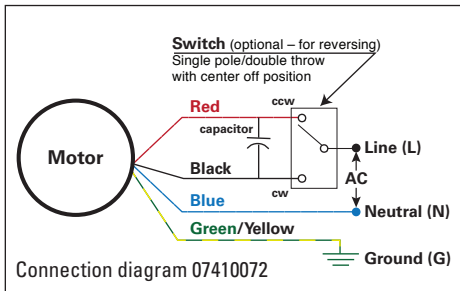 Switch (optional – for reversing)
Single pole/double throw
with center off position
Red
ccw
capacitor
Motor
Line (L)
Black
AC
cw
Blue
Neutral (N)
Green/Yellow
Ground (G)
Connection diagram 07410072